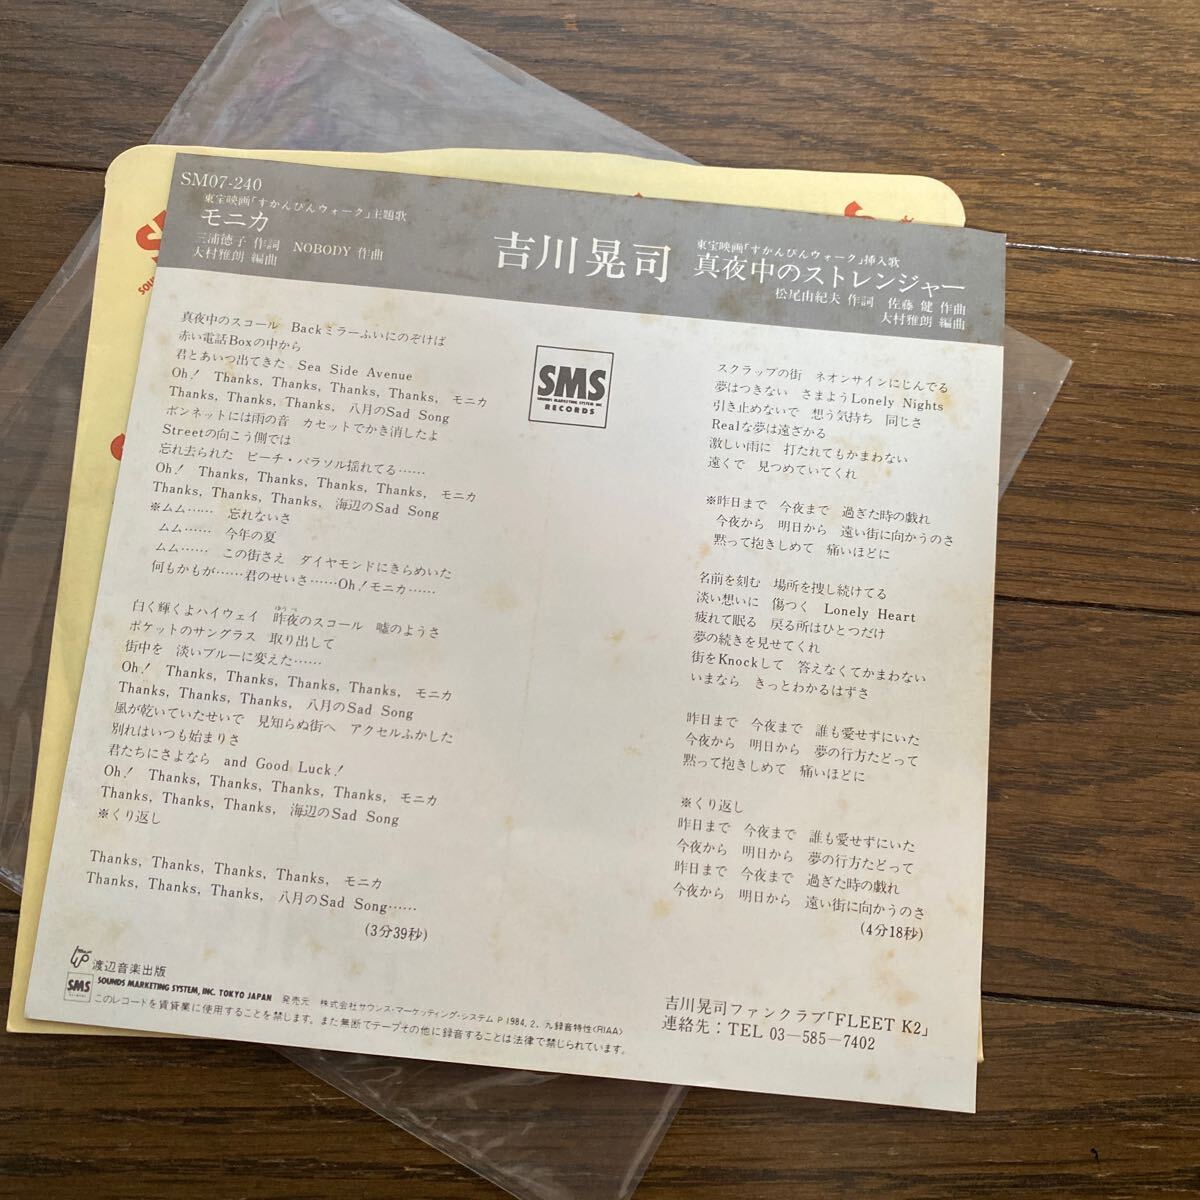 SM07-240
東宝映画「すかんぴんウォーク」主題歌
モニカ
三浦徳子 作詞 NOBODY 作曲
大村雅朗 編曲
吉川晃司
東宝映画「すかんぴんウォーク」挿入歌
真夜中のストレンジャー
松尾由紀夫 作詞 佐藤 健 作曲
大村雅朗 編曲
真夜中のスコール Backミラーふいにのぞけば
赤い電話Boxの中から
君とあいつ出てきた Sea Side Avenue
Oh! Thanks, Thanks, Thanks, Thanks, モニカ
Thanks, Thanks, Thanks, 八月のSad Song
ボンネットには雨の音 カセットでかき消したよ
Streetの向こう側では
忘れ去られた ビーチ・パラソル揺れてる……
Oh! Thanks, Thanks, Thanks, Thanks, モニカ
Thanks, Thanks, Thanks, 海辺のSad Song
※ムム…… 忘れないさ
ムム…… 今年の夏
ムム…… この街さえ ダイヤモンドにきらめいた
何もかもが……君のせいさ……Oh! モニカ……
白く輝くよハイウェイ 昨夜のスコール 嘘のようさ
ゆうべ
ポケットのサングラス 取り出して
街中を 淡いブルーに変えた……
Oh! Thanks, Thanks, Thanks, Thanks, モニカ
Thanks, Thanks, Thanks, 八月のSad Song
風が乾いていたせいで 見知らぬ街へ アクセルふかした
別れはいつも始まりさ
君たちにさよなら and Good Luck!
Oh! Thanks, Thanks, Thanks, Thanks, モニカ
Thanks, Thanks, Thanks, 海辺のSad Song
※くり返し
Thanks, Thanks, Thanks, Thanks, モニカ
Thanks, Thanks, Thanks, 八月のSad Song……
(3分39秒)
SMS
SOUNDS MARKETING SYSTEM, INC.
RECORDS
スクラップの街 ネオンサインにじんでる
夢はつきない さまようLonely Nights
引き止めないで 想う気持ち 同じさ
Realな夢は遠ざかる
激しい雨に 打たれてもかまわない
遠くで 見つめていてくれ
※昨日まで 今夜まで 過ぎた時の戯れ
今夜から 明日から 遠い街に向かうのさ
黙って抱きしめて 痛いほどに
名前を刻む 場所を捜し続けてる
淡い想いに 傷つく Lonely Heart
疲れて眠る 戻る所はひとつだけ
夢の続きを見せてくれ
街をKnockして 答えなくてかまわない
いまなら きっとわかるはずさ
昨日まで 今夜まで 誰も愛せずにいた
今夜から 明日から 夢の行方たどって
黙って抱きしめて 痛いほどに
※くり返し
昨日まで 今夜まで 誰も愛せずにいた
今夜から 明日から 夢の行方たどって
昨日まで 今夜まで 過ぎた時の戯れ
今夜から 明日から 遠い街に向かうのさ
(4分18秒)
渡辺音楽出版
SMS
SOUNDS MARKETING SYSTEM, INC. TOKYO JAPAN 発売元 株式会社サウンズ・マーケッティング・システム P 1984, 2. 九録音特性〈RIAA〉
このレコードを賃貸業に使用することを禁じます。また無断でテープその他に録音することは法律で禁じられています。
吉川晃司ファンクラブ「FLEET K2」
連絡先：TEL 03—585—7402